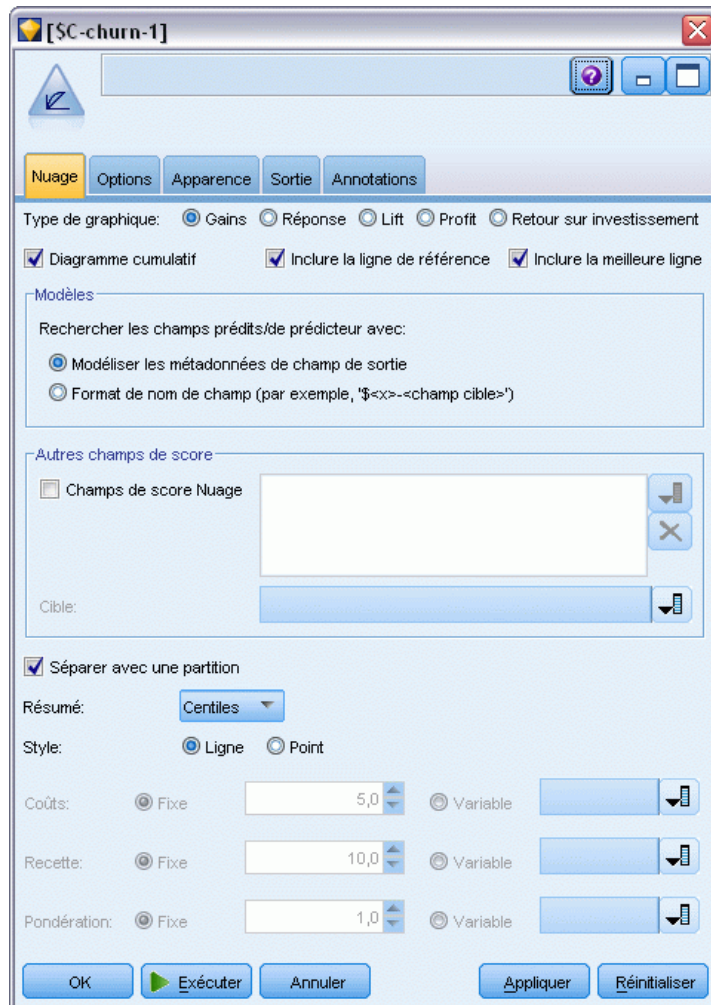 [$C-churn-1]
Nuage Options Apparence Sortie Annotations
Type de graphique: Gains Réponse Lift Profit Retour sur investissement
Diagramme cumulatif Inclure la ligne de référence Inclure la meilleure ligne
Modèles
Rechercher les champs prédits/de prédicteur avec:
Modéliser les métadonnées de champ de sortie
Format de nom de champ (par exemple, '$<x>-<champ cible>')
Autres champs de score
Champs de score Nuage
Cible:
Séparer avec une partition
Résumé: Centiles
Style: Ligne Point
Coûts: Fixe 5,0 Variable
Recette: Fixe 10,0 Variable
Pondération: Fixe 1,0 Variable
OK Exécuter Annuler Appliquer Réinitialiser